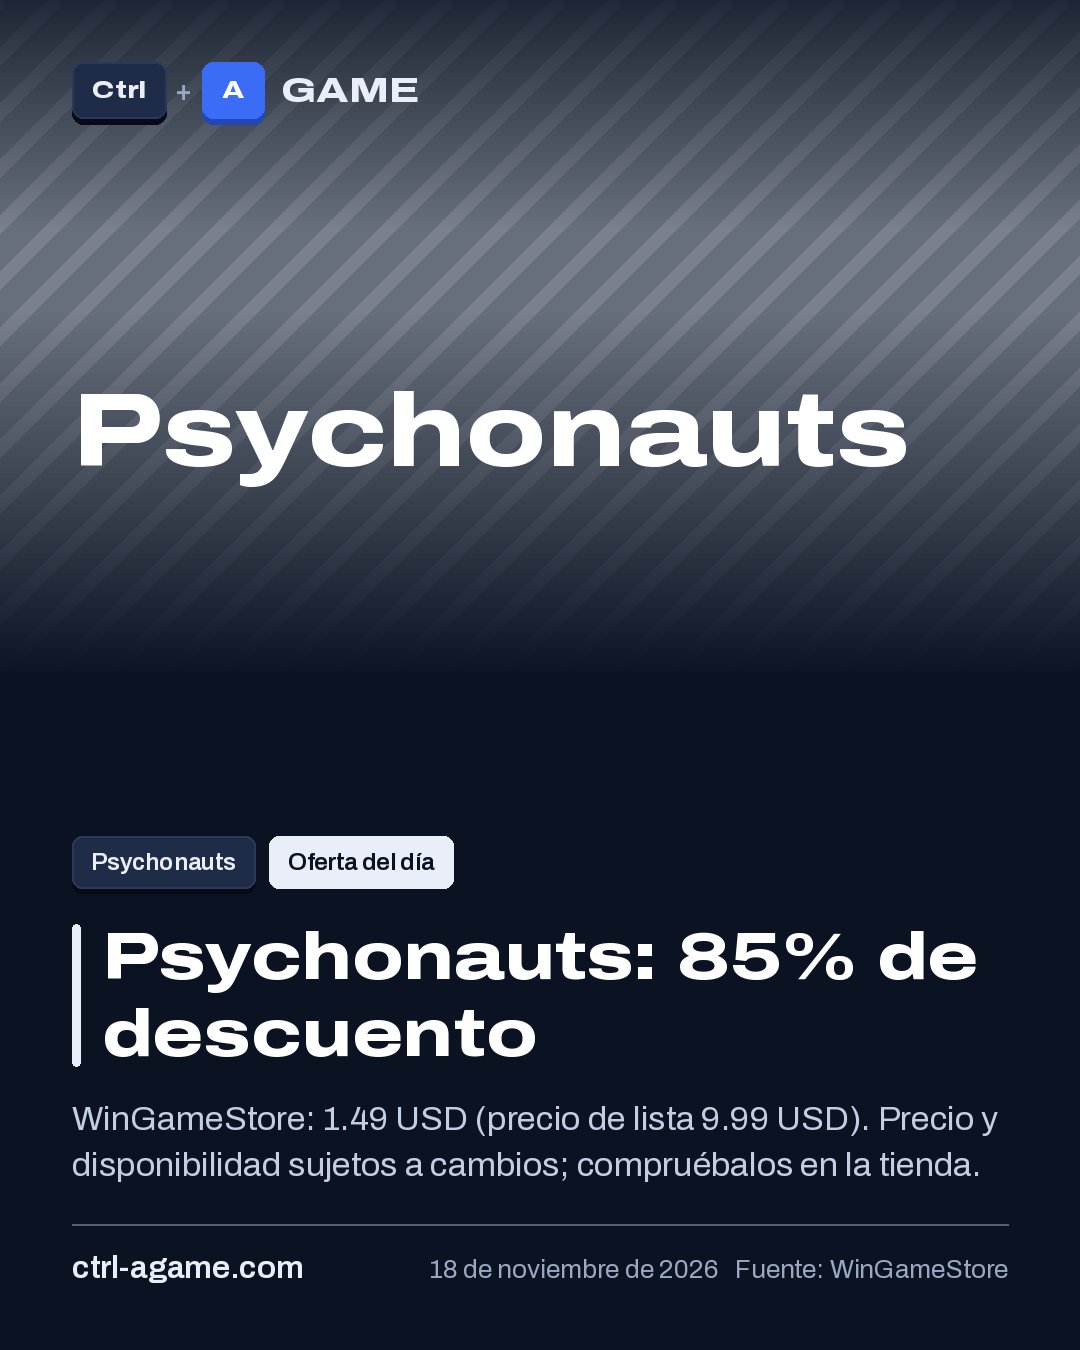 Ctrl + A GAME
Psychonauts
Psychonauts Oferta del día
Psychonauts: 85% de
descuento
WinGameStore: 1.49 USD (precio de lista 9.99 USD). Precio y
disponibilidad sujetos a cambios; compruébalos en la tienda.
ctrl-agame.com 18 de noviembre de 2026 Fuente: WinGameStore